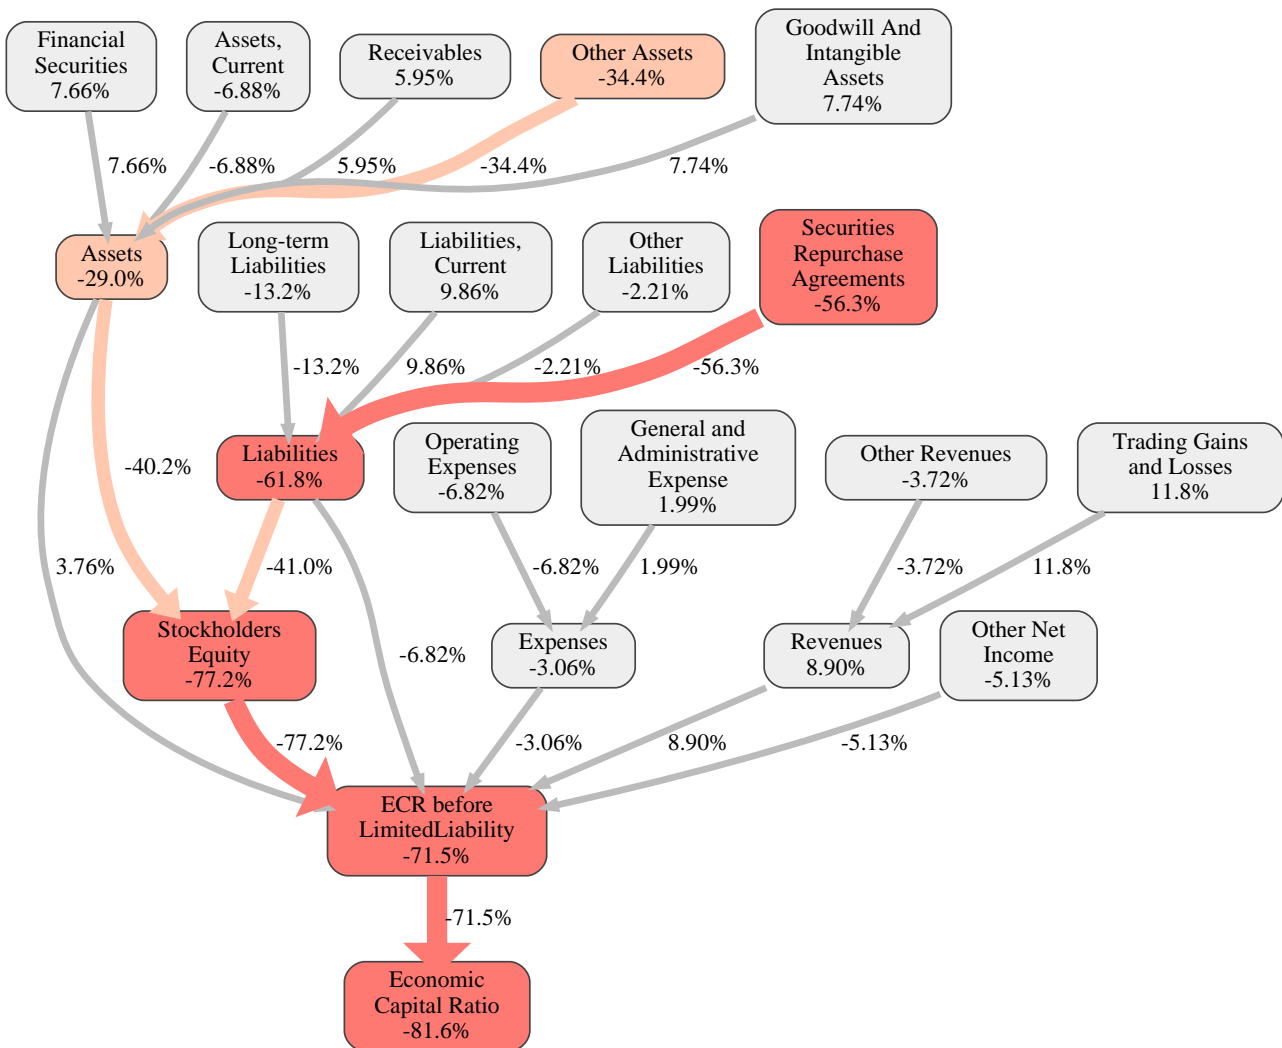 Financial
Securities
7.66%
Assets,
Current
-6.88%
Receivables
5.95%
Other Assets
-34.4%
Goodwill And
Intangible
Assets
7.74%
7.66%
-6.88%
5.95%
-34.4%
7.74%
Assets
-29.0%
Long-term
Liabilities
-13.2%
Liabilities,
Current
9.86%
Other
Liabilities
-2.21%
Securities
Repurchase
Agreements
-56.3%
-13.2%
9.86%
-2.21%
-56.3%
Liabilities
-61.8%
Operating
Expenses
-6.82%
General and
Administrative
Expense
1.99%
Other Revenues
-3.72%
Trading Gains
and Losses
11.8%
-40.2%
3.76%
-41.0%
-6.82%
1.99%
-3.72%
11.8%
Stockholders
Equity
-77.2%
-6.82%
Expenses
-3.06%
Revenues
8.90%
Other Net
Income
-5.13%
-77.2%
-3.06%
8.90%
-5.13%
ECR before
LimitedLiability
-71.5%
-71.5%
Economic
Capital Ratio
-81.6%